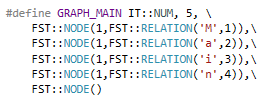 #define GRAPH_MAIN IT::NUM, 5, \
FST::NODE(1,FST::RELATION('M',1)),\
FST::NODE(1,FST::RELATION('a',2)),\
FST::NODE(1,FST::RELATION('i',3)),\
FST::NODE(1,FST::RELATION('n',4)),\
FST::NODE()